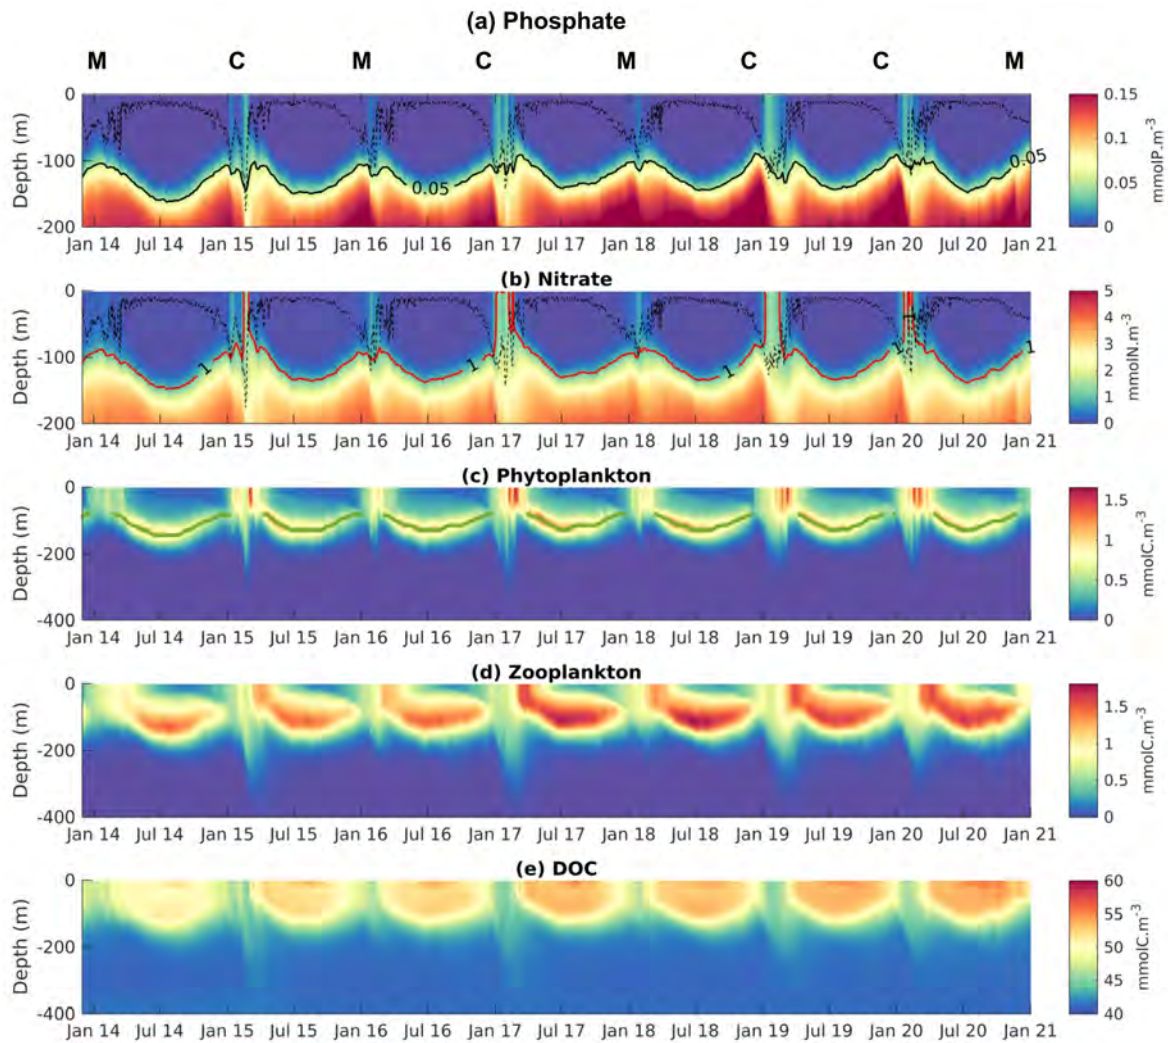 (a) Phosphate
M C M C M C C M
0
-100
-200
Depth (m)
0.05
0.05
0.15
0.1
0.05
0
mmolP.m-3
Jan 14 Jul 14 Jan 15 Jul 15 Jan 16 Jul 16 Jan 17 Jul 17 Jan 18 Jul 18 Jan 19 Jul 19 Jan 20 Jul 20 Jan 21
(b) Nitrate
0
-100
-200
Depth (m)
1 1 1 1 1 1
5
4
3
2
1
0
mmolN.m-3
Jan 14 Jul 14 Jan 15 Jul 15 Jan 16 Jul 16 Jan 17 Jul 17 Jan 18 Jul 18 Jan 19 Jul 19 Jan 20 Jul 20 Jan 21
(c) Phytoplankton
0
-200
-400
Depth (m)
1.5
1
0.5
0
mmolC.m-3
Jan 14 Jul 14 Jan 15 Jul 15 Jan 16 Jul 16 Jan 17 Jul 17 Jan 18 Jul 18 Jan 19 Jul 19 Jan 20 Jul 20 Jan 21
(d) Zooplankton
0
-200
-400
Depth (m)
1.5
1
0.5
0
mmolC.m-3
Jan 14 Jul 14 Jan 15 Jul 15 Jan 16 Jul 16 Jan 17 Jul 17 Jan 18 Jul 18 Jan 19 Jul 19 Jan 20 Jul 20 Jan 21
(e) DOC
0
-200
-400
Depth (m)
60
55
50
45
40
mmolC.m-3
Jan 14 Jul 14 Jan 15 Jul 15 Jan 16 Jul 16 Jan 17 Jul 17 Jan 18 Jul 18 Jan 19 Jul 19 Jan 20 Jul 20 Jan 21